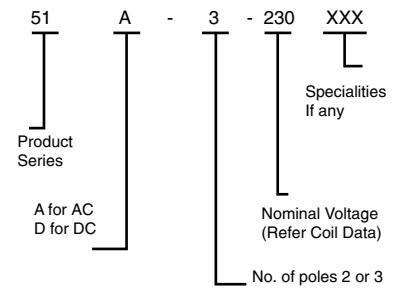 51 A - 3 - 230 XXX
Specialities
If any
Product
Series
A for AC
D for DC
Nominal Voltage
(Refer Coil Data)
No. of poles 2 or 3